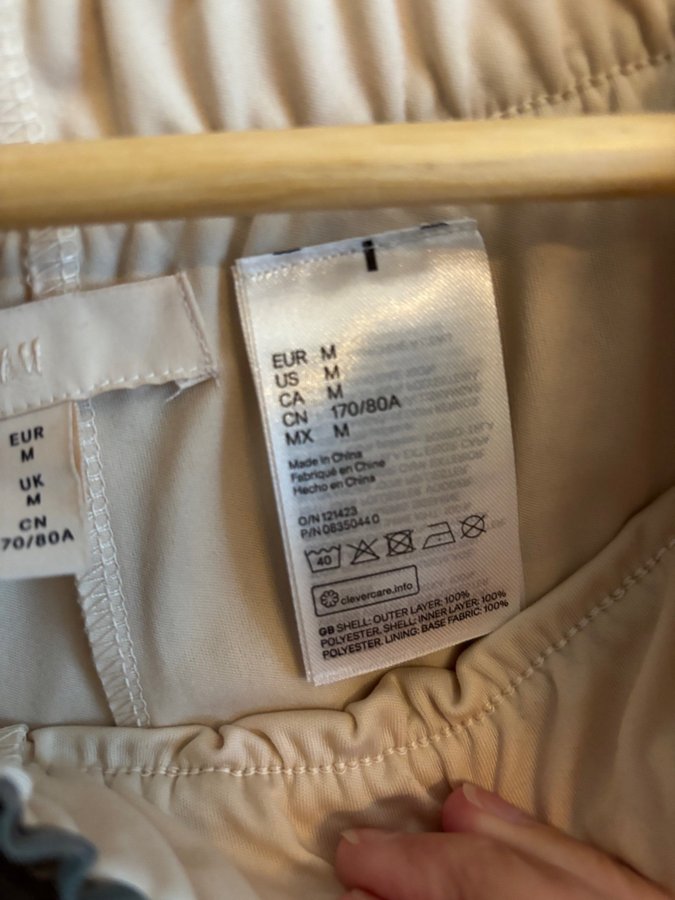 EUR
M
UK
M
CN
70/80A
EUR M
US M
CA M
CN 170/80A
MX M
Made in China
Fabriqué en Chine
Hecho en China
O/N 121423
P/N 0835044 0
40
clevercare.info
GB SHELL: OUTER LAYER: 100%
POLYESTER, SHELL: INNER LAYER: 100%
POLYESTER, LINING: BASE FABRIC: 100%